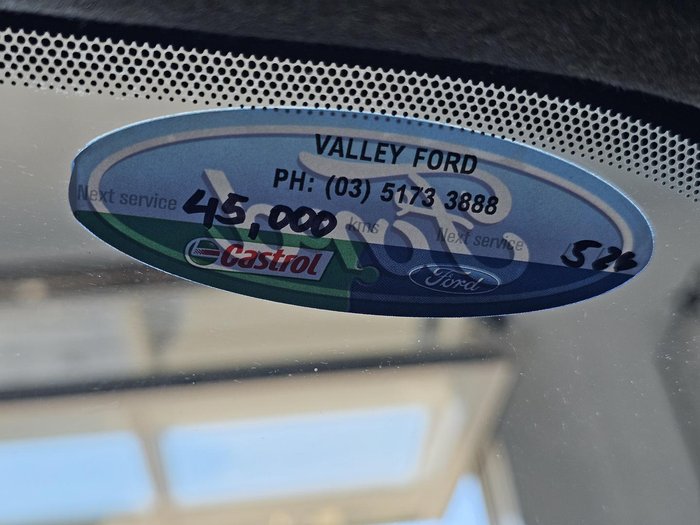 VALLEY FORD
PH: (03) 5173 3888
Next service 45,000 kms
Next service 5 26
Castrol
Ford